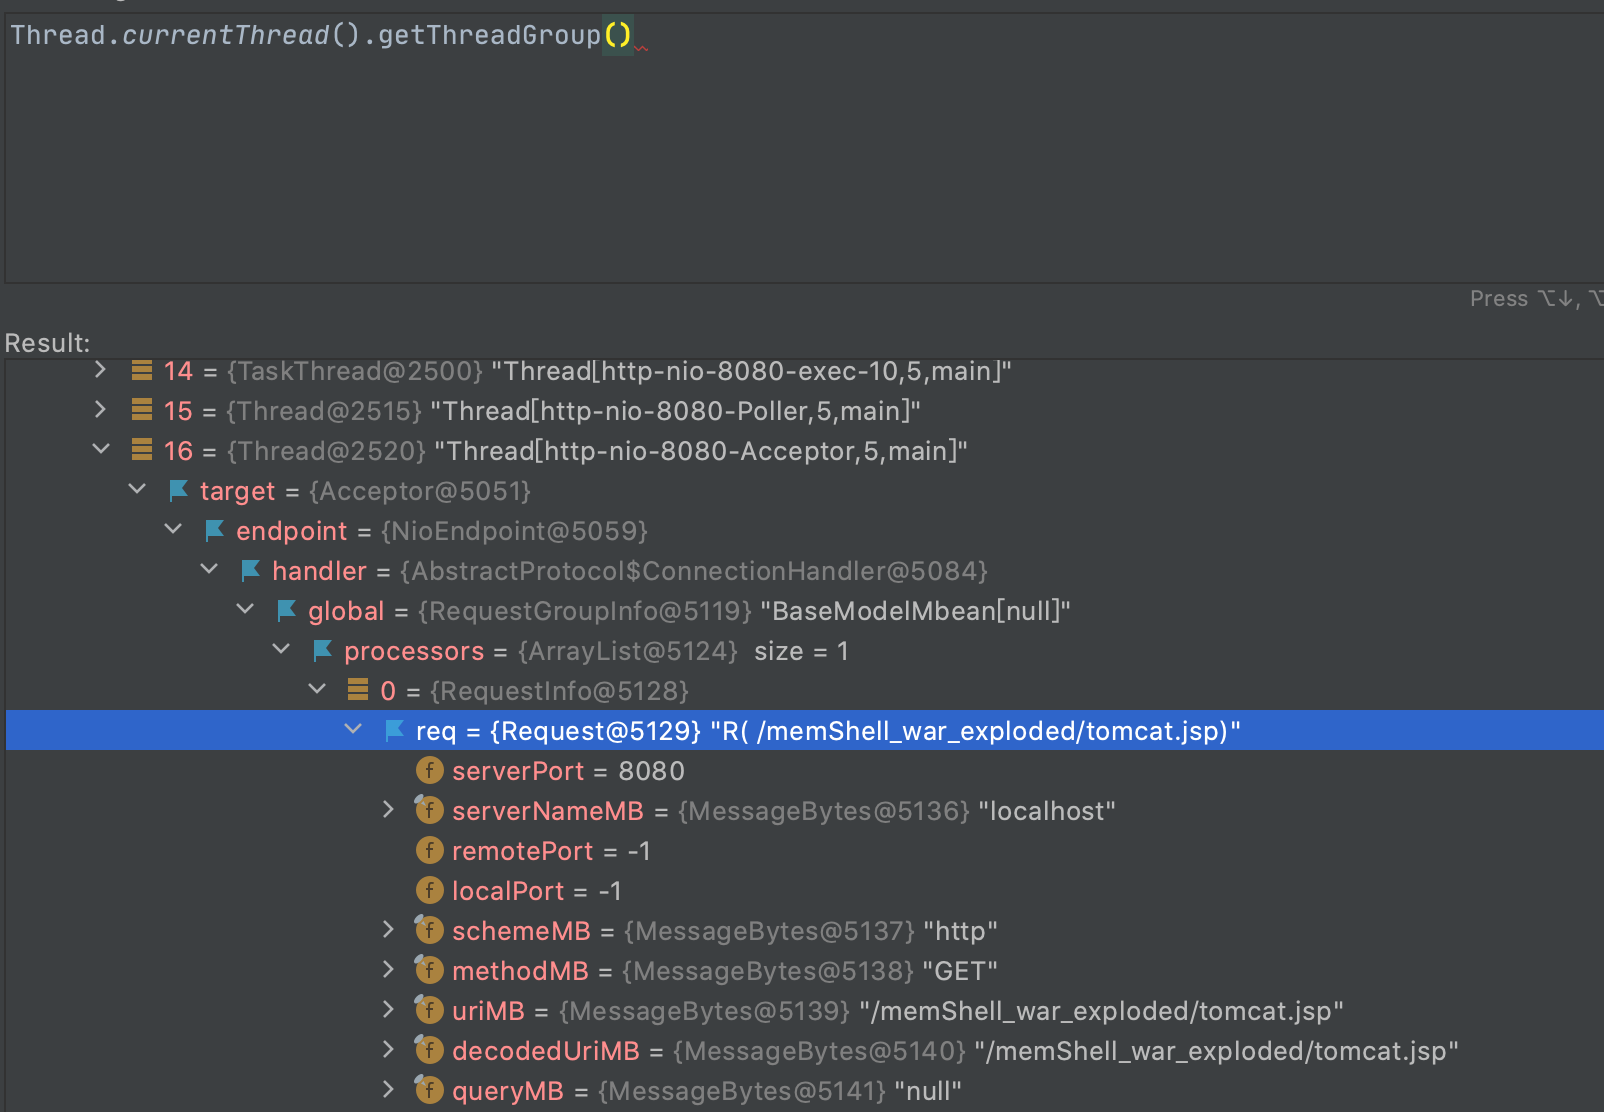 Thread.currentThread().getThreadGroup()
Press ⌥↓, ⌥
Result:
14 = {TaskThread@2500} "Thread[http-nio-8080-exec-10,5,main]"
15 = {Thread@2515} "Thread[http-nio-8080-Poller,5,main]"
16 = {Thread@2520} "Thread[http-nio-8080-Acceptor,5,main]"
target = {Acceptor@5051}
endpoint = {NioEndpoint@5059}
handler = {AbstractProtocol$ConnectionHandler@5084}
global = {RequestGroupInfo@5119} "BaseModelMbean[null]"
processors = {ArrayList@5124} size = 1
0 = {RequestInfo@5128}
req = {Request@5129} "R( /memShell_war_exploded/tomcat.jsp)"
f serverPort = 8080
f serverNameMB = {MessageBytes@5136} "localhost"
f remotePort = -1
f localPort = -1
f schemeMB = {MessageBytes@5137} "http"
f methodMB = {MessageBytes@5138} "GET"
f uriMB = {MessageBytes@5139} "/memShell_war_exploded/tomcat.jsp"
f decodedUriMB = {MessageBytes@5140} "/memShell_war_exploded/tomcat.jsp"
f queryMB = {MessageBytes@5141} "null"